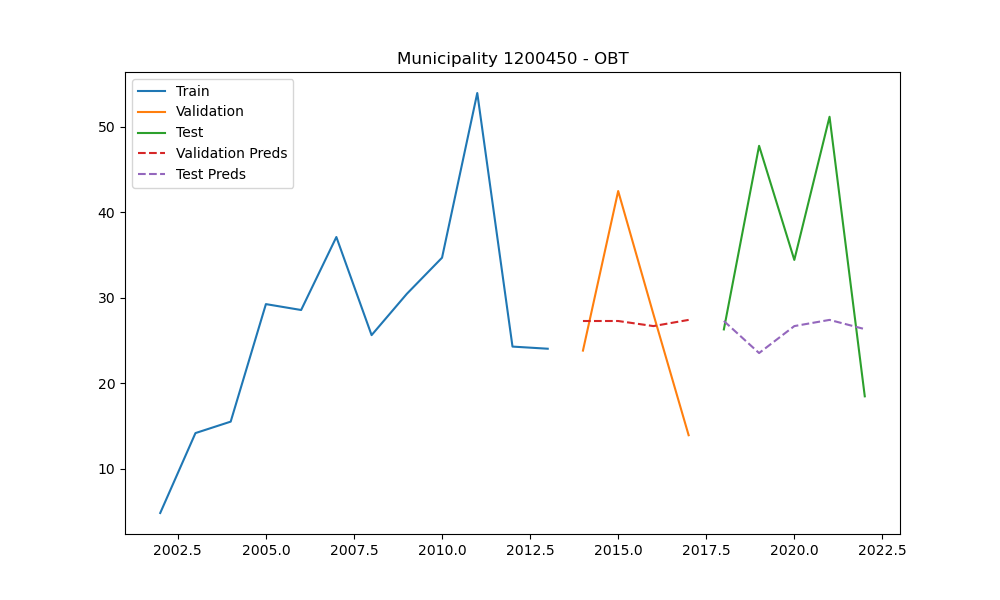 Municipality 1200450 - OBT
Train
Validation
Test
Validation Preds
Test Preds
50
40
30
20
10
2002.5 2005.0 2007.5 2010.0 2012.5 2015.0 2017.5 2020.0 2022.5